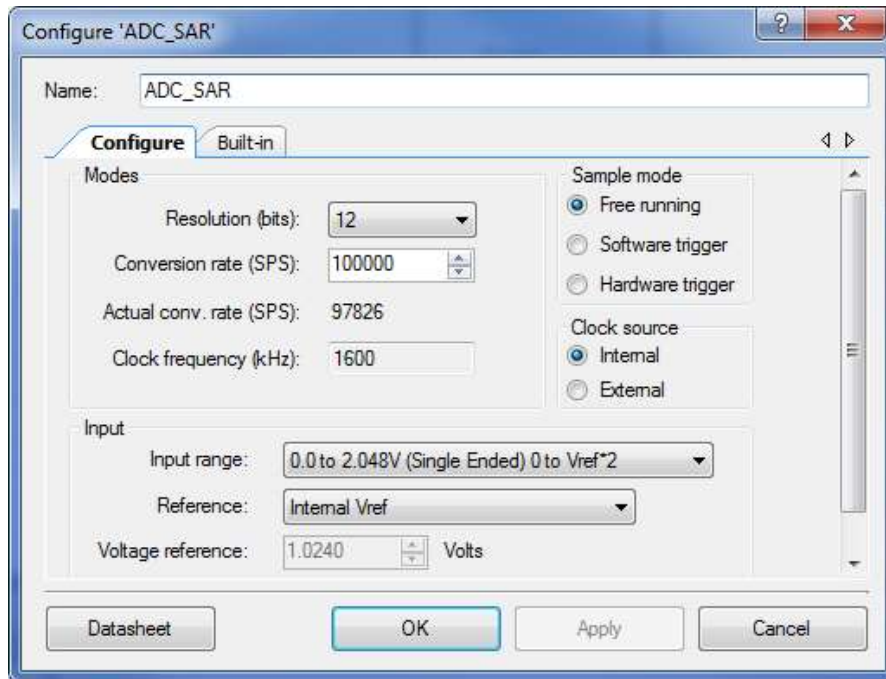 Configure 'ADC_SAR'
Name: ADC_SAR
Configure Built-in
Modes
Resolution (bits): 12
Conversion rate (SPS): 100000
Actual conv. rate (SPS): 97826
Clock frequency (kHz): 1600
Sample mode
Free running
Software trigger
Hardware trigger
Clock source
Internal
External
Input
Input range: 0.0 to 2.048V (Single Ended) 0 to Vref*2
Reference: Internal Vref
Voltage reference: 1.0240 Volts
Datasheet OK Apply Cancel